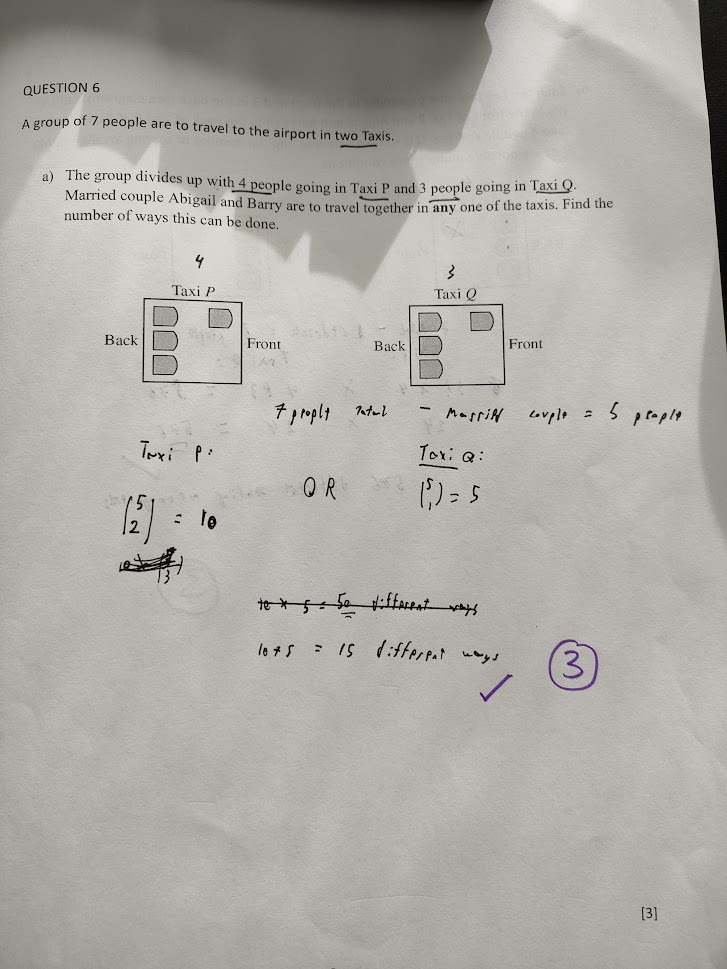 QUESTION 6
A group of 7 people are to travel to the airport in two Taxis.
a) The group divides up with 4 people going in Taxi P and 3 people going in Taxi Q.
Married couple Abigail and Barry are to travel together in any one of the taxis. Find the
number of ways this can be done.
4 3
Taxi P Taxi Q
Back Front Back Front
7 people Total - Married couple = 5 people
Taxi P: Taxi Q:
(5 2) = 10 OR (5 1) = 5
10 × 5 = 50 different ways
10 + 5 = 15 different ways ✓ 3
[3]